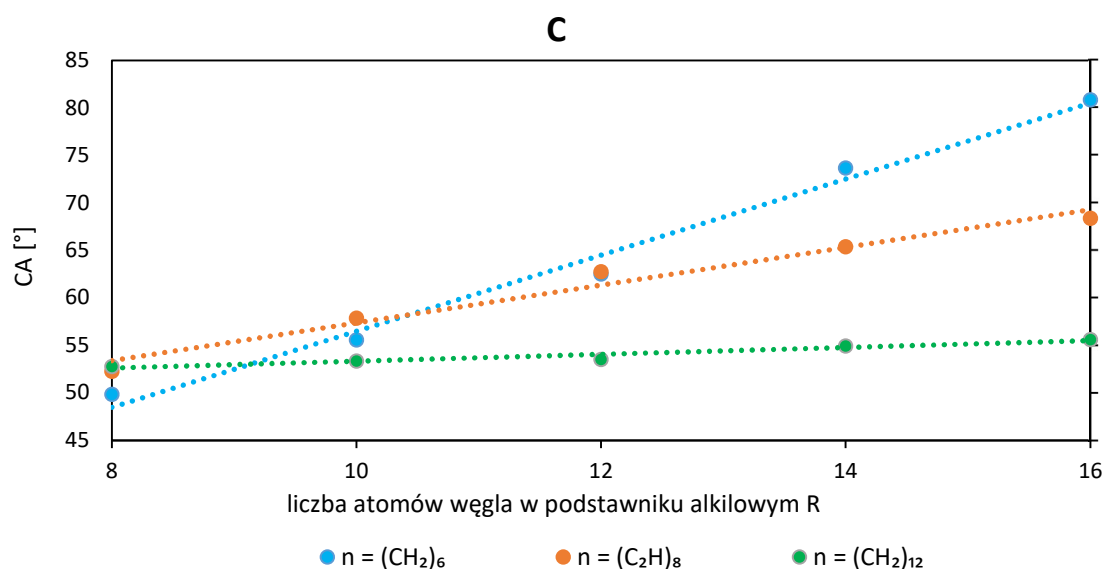 C
85
80
75
70
65
60
55
50
45
CA [°]
8 10 12 14 16
liczba atomów węgla w podstawniku alkilowym R
n = (CH₂)₆ n = (C₂H)₈ n = (CH₂)₁₂